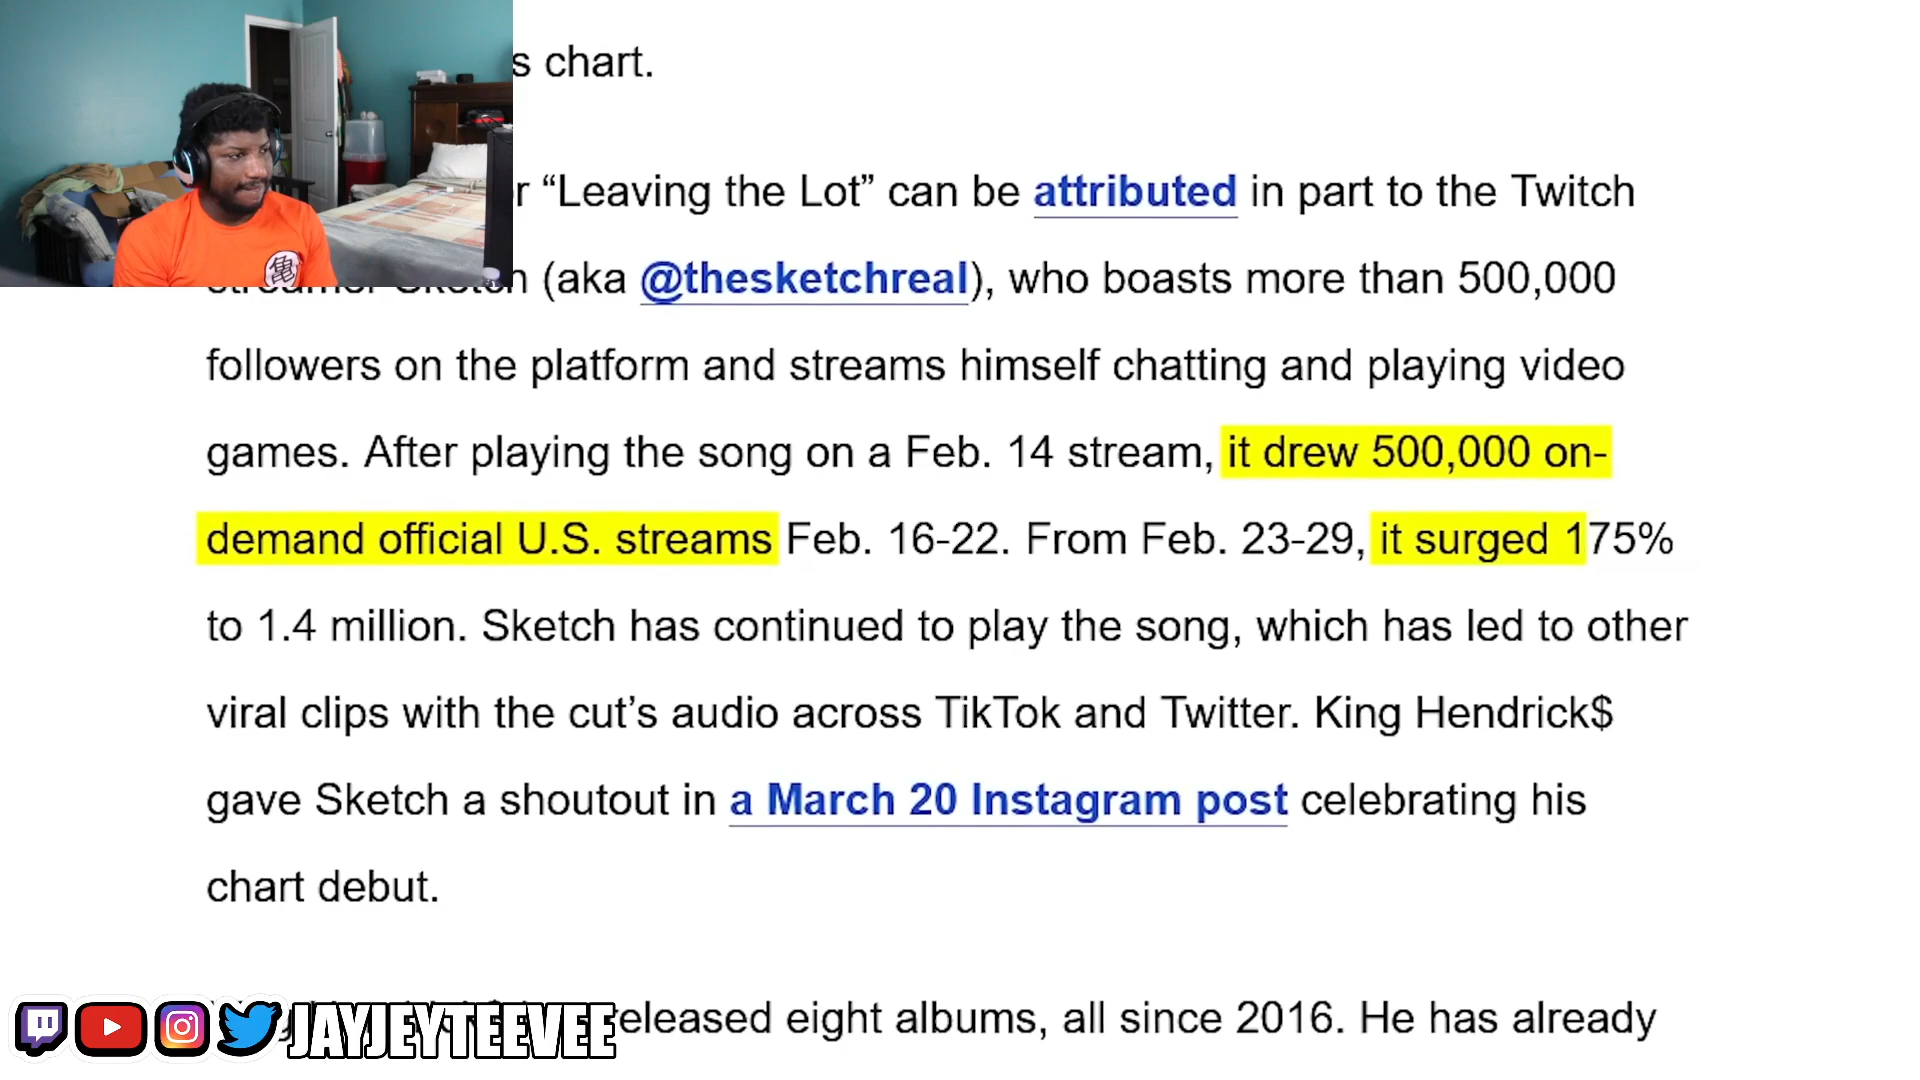 s chart.
r “Leaving the Lot” can be attributed in part to the Twitch
(aka @thesketchreal), who boasts more than 500,000
followers on the platform and streams himself chatting and playing video
games. After playing the song on a Feb. 14 stream, it drew 500,000 on-
demand official U.S. streams Feb. 16-22. From Feb. 23-29, it surged 175%
to 1.4 million. Sketch has continued to play the song, which has led to other
viral clips with the cut’s audio across TikTok and Twitter. King Hendrick$
gave Sketch a shoutout in a March 20 Instagram post celebrating his
chart debut.
released eight albums, all since 2016. He has already
JAYJEYTEEVEE
亀